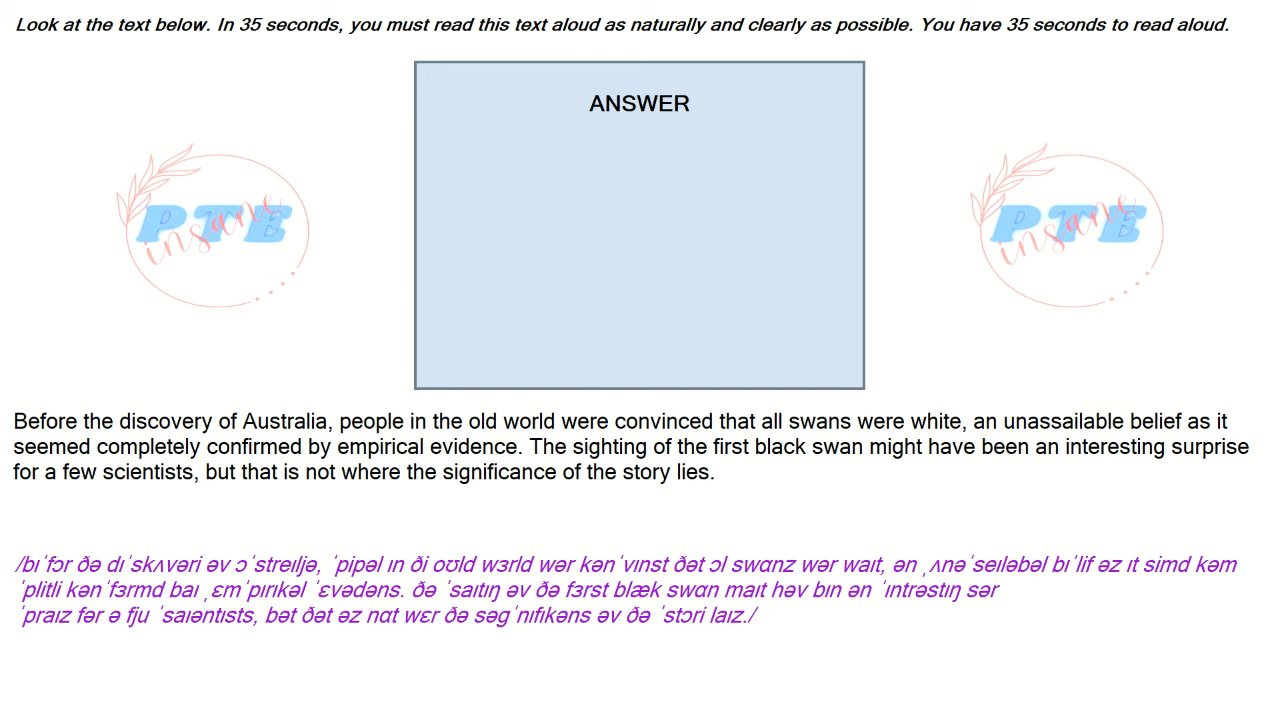 Look at the text below. In 35 seconds, you must read this text aloud as naturally and clearly as possible. You have 35 seconds to read aloud.
ANSWER
PTE
insane
PTE
insane
Before the discovery of Australia, people in the old world were convinced that all swans were white, an unassailable belief as it
seemed completely confirmed by empirical evidence. The sighting of the first black swan might have been an interesting surprise
for a few scientists, but that is not where the significance of the story lies.
/bɪˈfɔr ðə dɪˈskʌvəri əv ɔˈstreɪljə, ˈpipəl ɪn ði oʊld wɜrld wər kənˈvɪnst ðət ɔl swɑnz wər waɪt, ən ˌʌnəˈseɪləbəl bɪˈlif əz ɪt simd kəm
ˈplitli kənˈfɜrmd baɪ ˌɛmˈpɪrɪkəl ˈɛvədəns. ðə ˈsaɪtɪŋ əv ðə fɜrst blæk swɑn maɪt həv bɪn ən ˈɪntrəstɪŋ sər
ˈpraɪz fər ə fju ˈsaɪəntɪsts, bət ðət əz nɑt wɛr ðə səgˈnɪfɪkəns əv ðə ˈstɔri laɪz./